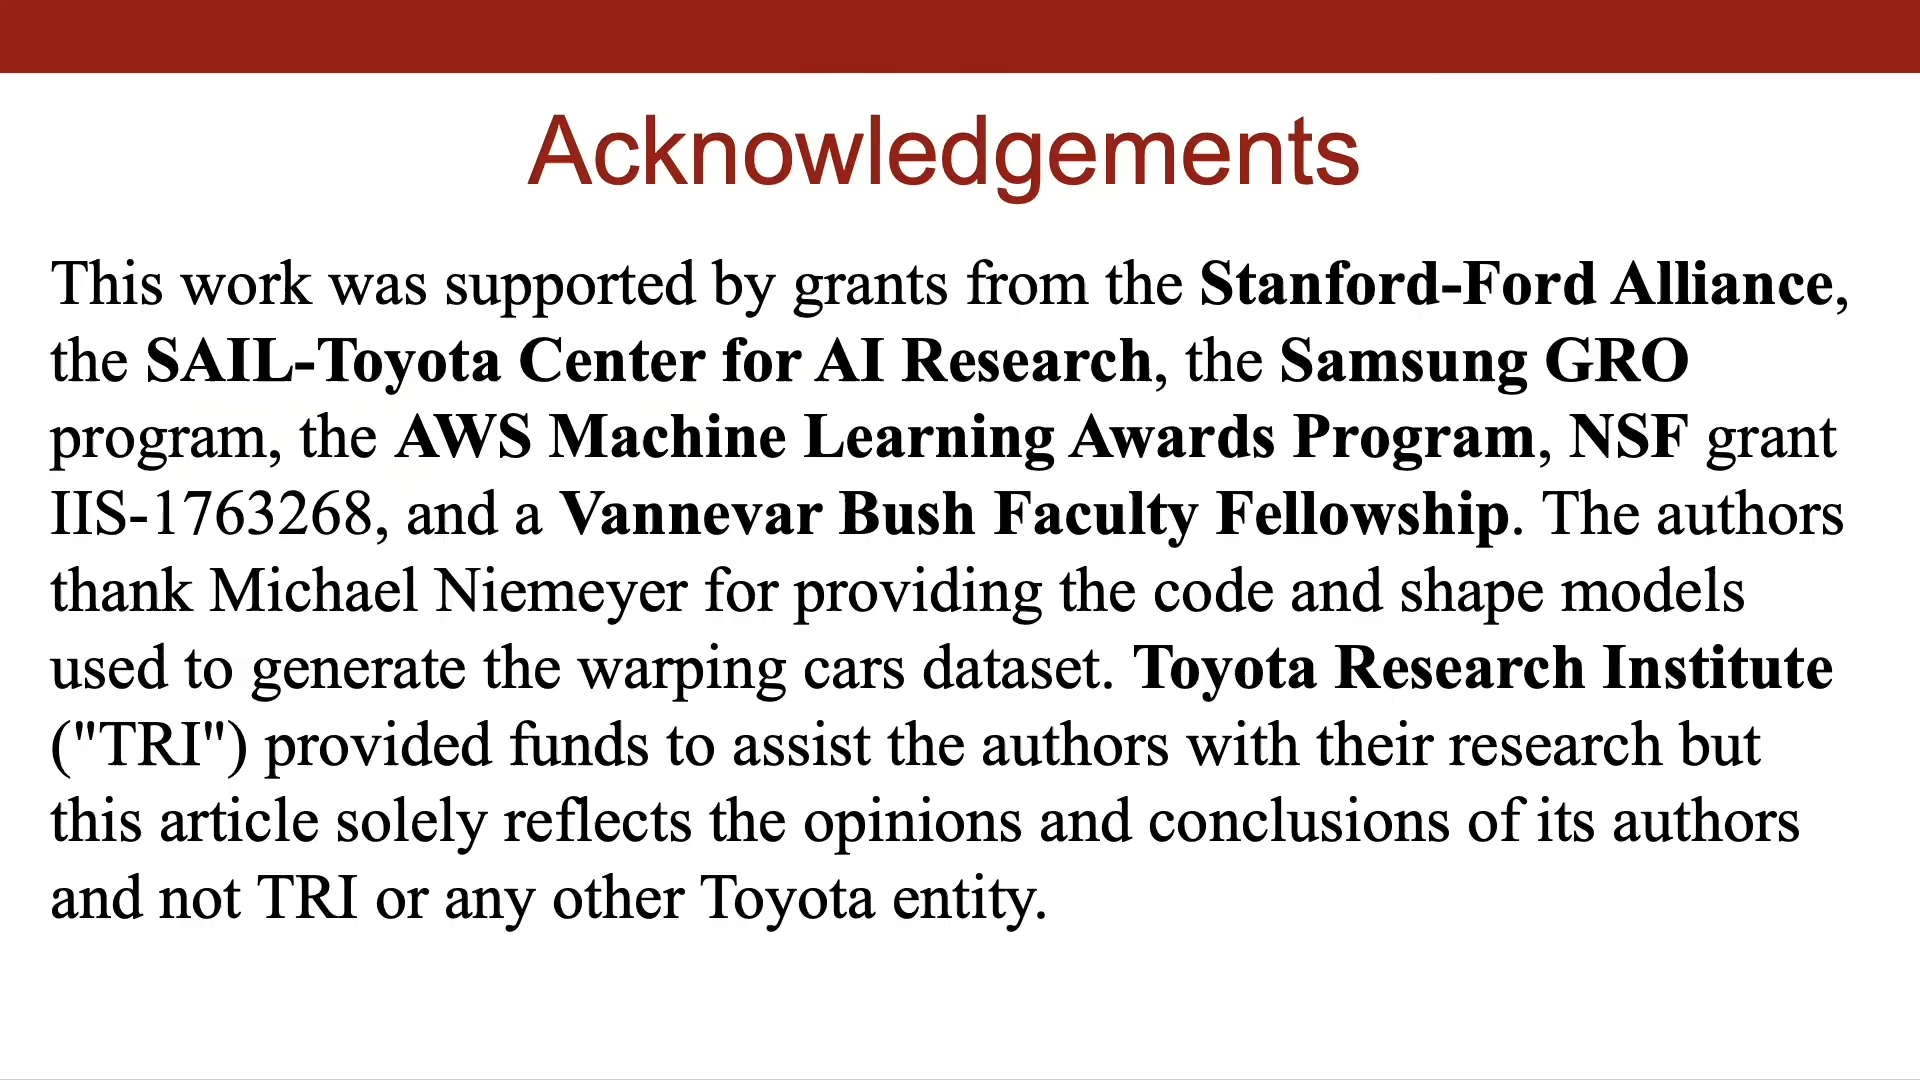 Acknowledgements
This work was supported by grants from the Stanford-Ford Alliance,
the SAIL-Toyota Center for AI Research, the Samsung GRO
program, the AWS Machine Learning Awards Program, NSF grant
IIS-1763268, and a Vannevar Bush Faculty Fellowship. The authors
thank Michael Niemeyer for providing the code and shape models
used to generate the warping cars dataset. Toyota Research Institute
("TRI") provided funds to assist the authors with their research but
this article solely reflects the opinions and conclusions of its authors
and not TRI or any other Toyota entity.